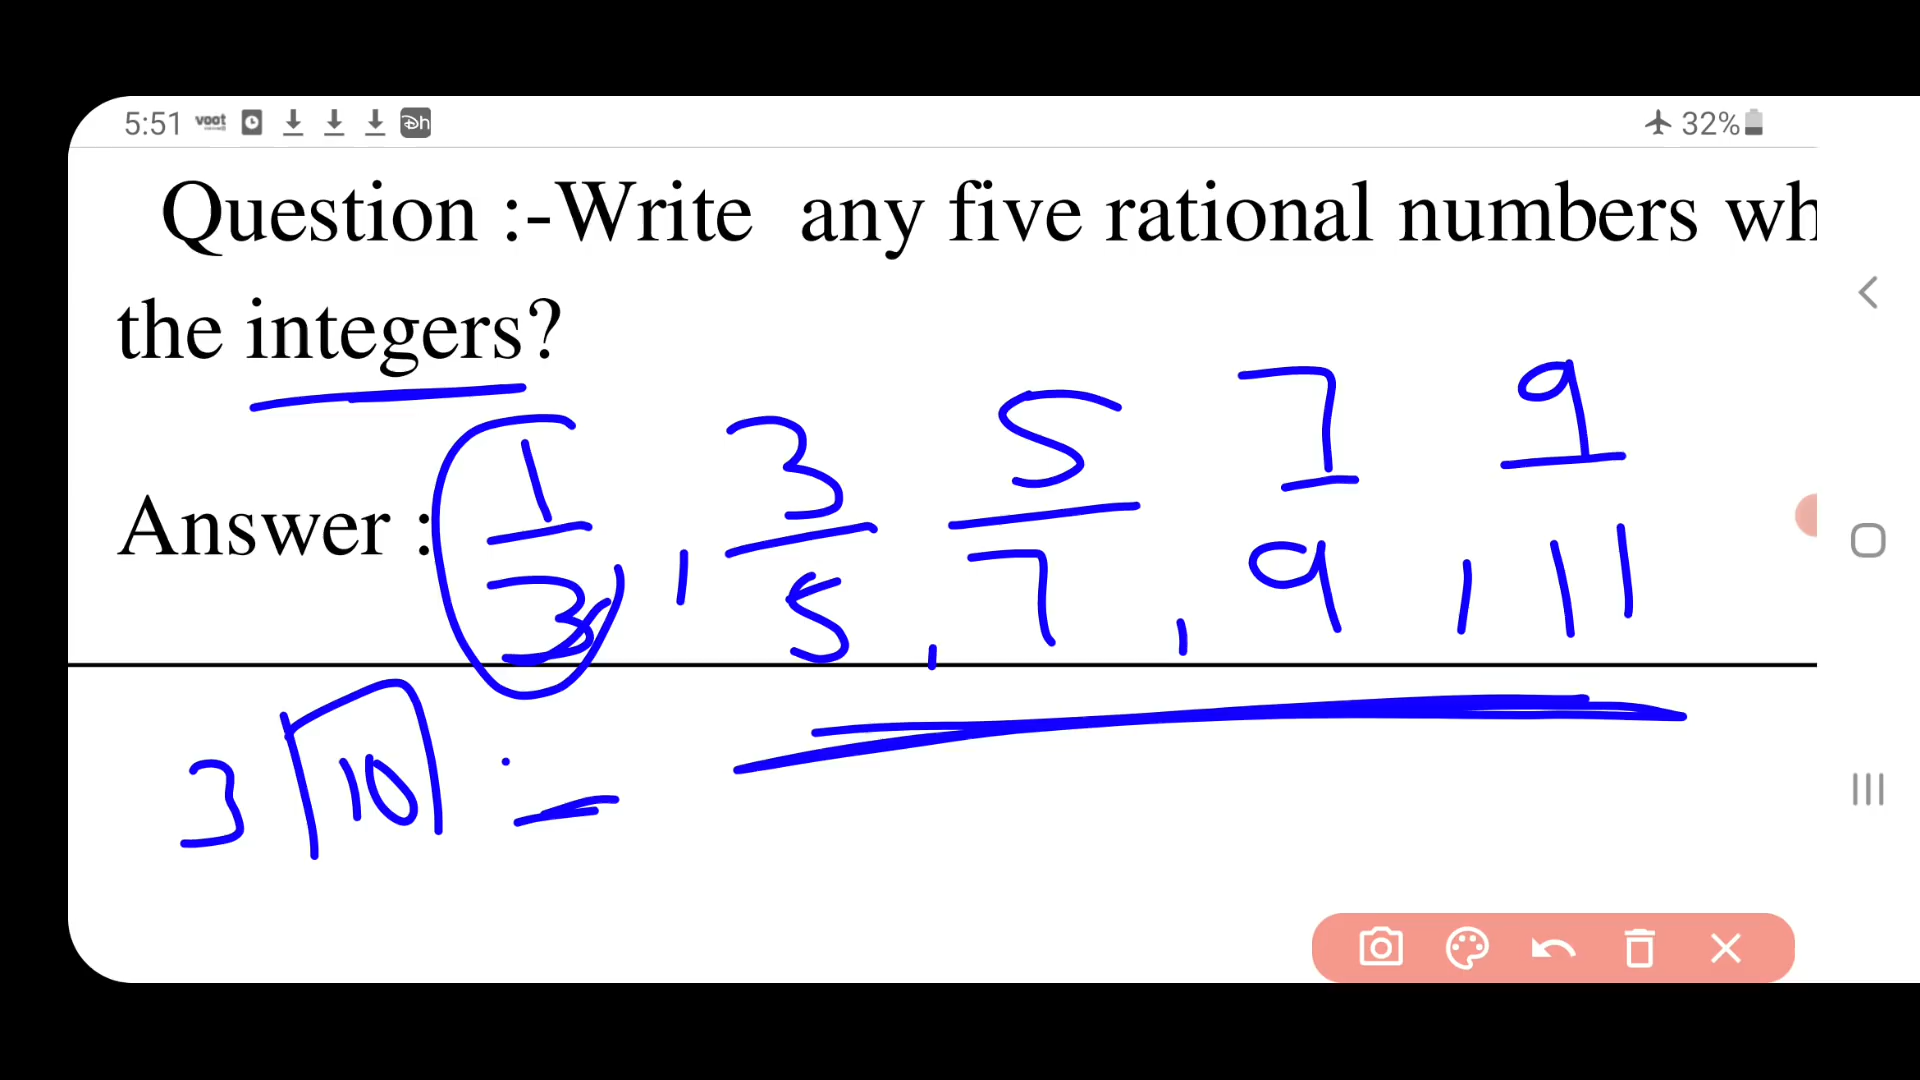 5:51 voot Dh 32%
Question :-Write any five rational numbers wh
the integers?
Answer : 1/3, 3/5, 5/7, 7/9, 9/11
3 10 :-